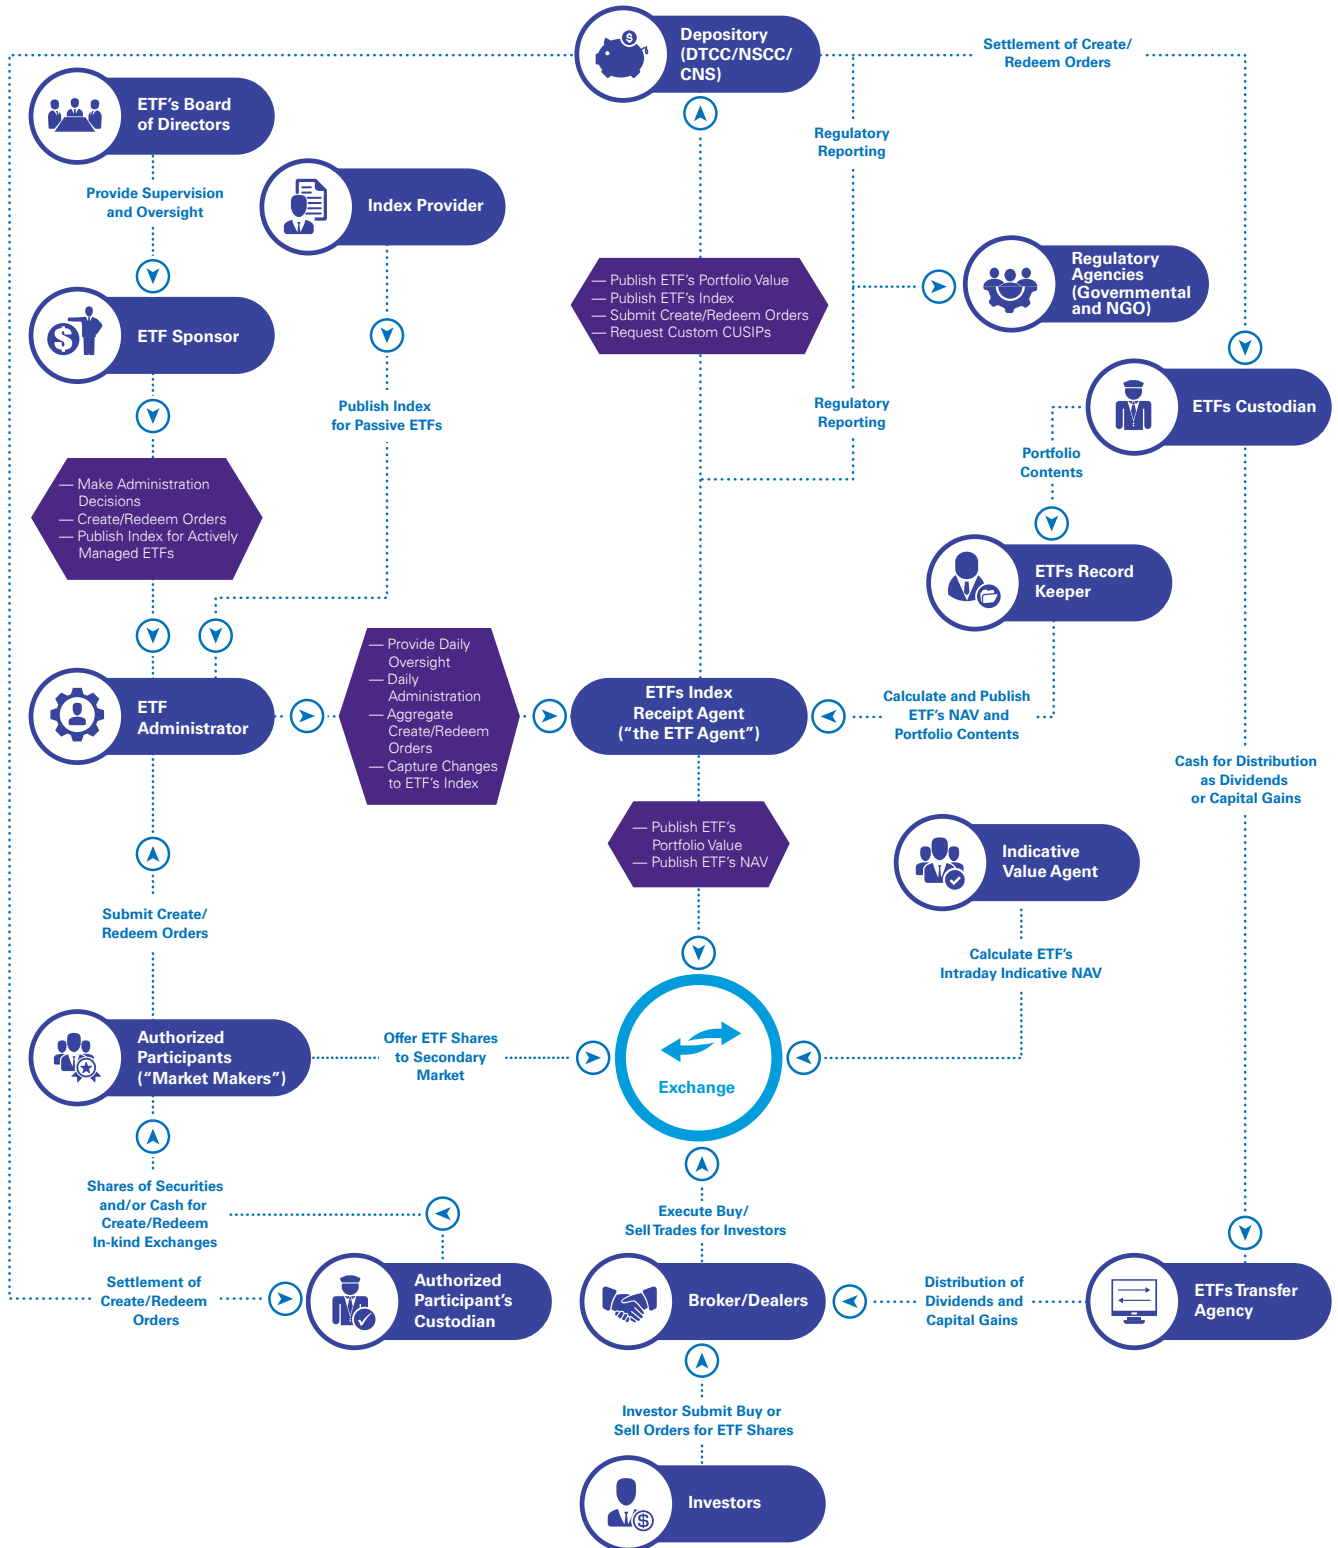 Depository
(DTCC/NSCC/
CNS)
$
Settlement of Create/
Redeem Orders
ETF's Board
of Directors
Regulatory
Reporting
Provide Supervision
and Oversight
Index Provider
Regulatory
Agencies
(Governmental
and NGO)
— Publish ETF's Portfolio Value
— Publish ETF's Index
— Submit Create/Redeem Orders
— Request Custom CUSIPs
$
ETF Sponsor
Publish Index
for Passive ETFs
Regulatory
Reporting
ETFs Custodian
Portfolio
Contents
— Make Administration
Decisions
— Create/Redeem Orders
— Publish Index for Actively
Managed ETFs
ETFs Record
Keeper
— Provide Daily
Oversight
— Daily
Administration
— Aggregate
Create/Redeem
Orders
— Capture Changes
to ETF's Index
ETF
Administrator
ETFs Index
Receipt Agent
("the ETF Agent")
Calculate and Publish
ETF's NAV and
Portfolio Contents
Cash for Distribution
as Dividends
or Capital Gains
— Publish ETF's
Portfolio Value
— Publish ETF's NAV
Indicative
Value Agent
Submit Create/
Redeem Orders
Calculate ETF's
Intraday Indicative NAV
Authorized
Participants
("Market Makers")
Offer ETF Shares
to Secondary
Market
Exchange
Shares of Securities
and/or Cash for
Create/Redeem
In-kind Exchanges
Execute Buy/
Sell Trades for Investors
Settlement of
Create/Redeem
Orders
Authorized
Participant's
Custodian
Broker/Dealers
Distribution of
Dividends and
Capital Gains
ETFs Transfer
Agency
Investor Submit Buy or
Sell Orders for ETF Shares
$
Investors